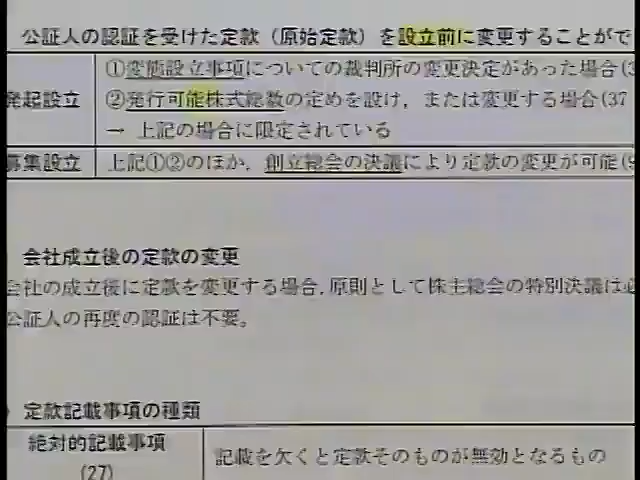 公証人の認証を受けた定款（原始定款）を設立前に変更することがで
①変態設立事項についての裁判所の変更決定があった場合(3
発起設立
②発行可能株式総数の定めを設け，または変更する場合(37
→ 上記の場合に限定されている
募集設立 上記①②のほか，創立総会の決議により定款の変更が可能(9
会社成立後の定款の変更
会社の成立後に定款を変更する場合，原則として株主総会の特別決議は必
公証人の再度の認証は不要。
定款記載事項の種類
絶対的記載事項
(27)
記載を欠くと定款そのものが無効となるもの